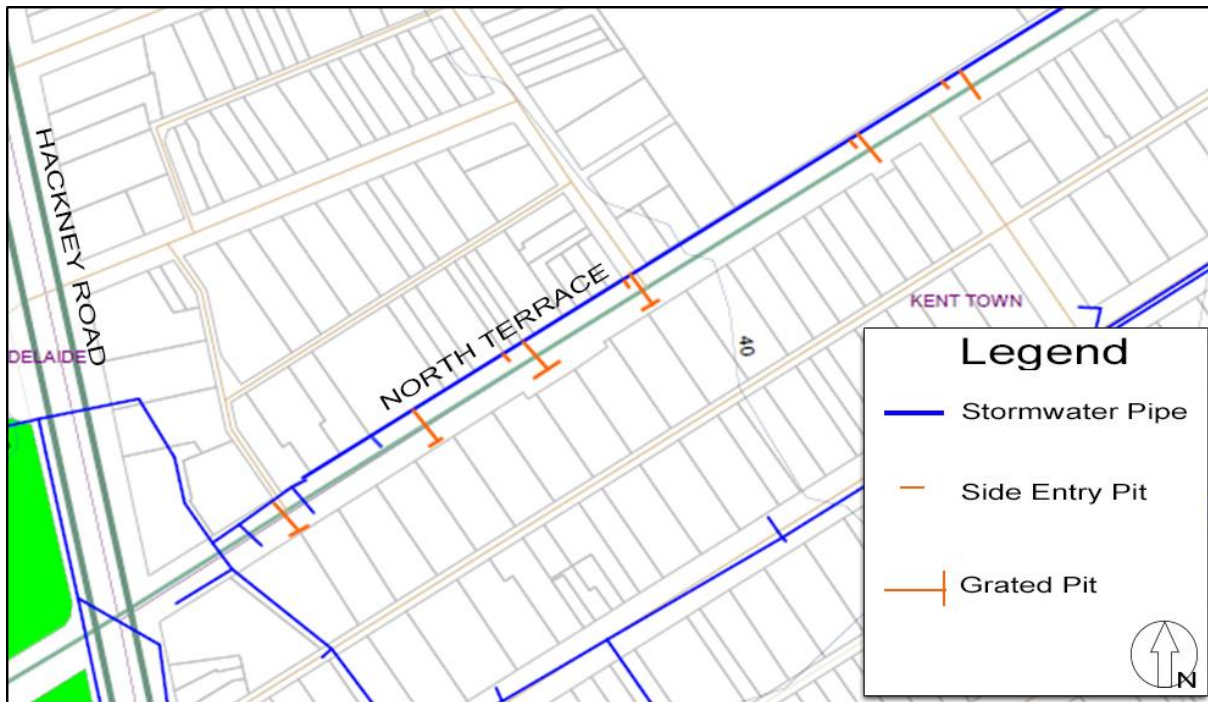 HACKNEY ROAD
DELAIDE
NORTH TERRACE
40
KENT TOWN
Legend
Stormwater Pipe
Side Entry Pit
Grated Pit
N